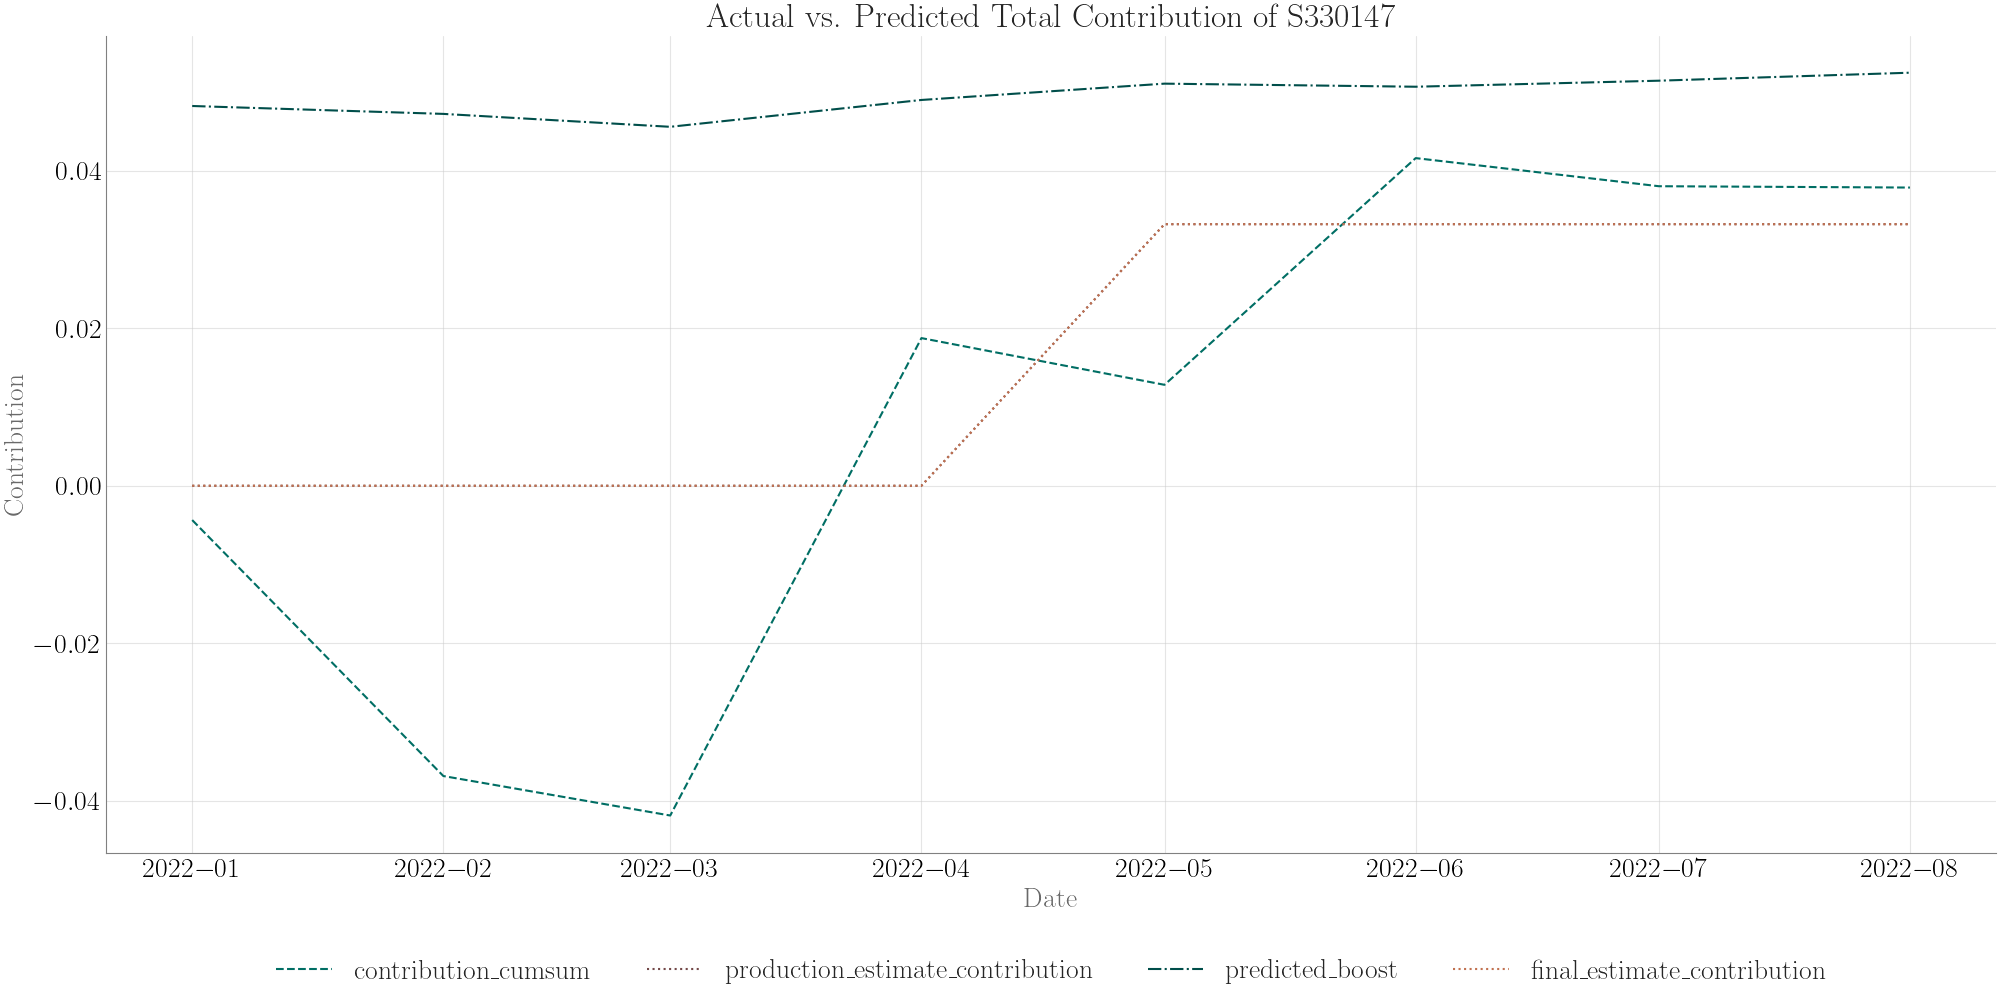 Actual vs. Predicted Total Contribution of S330147
Contribution
0.04
0.02
0.00
−0.02
−0.04
2022−01 2022−02 2022−03 2022−04 2022−05 2022−06 2022−07 2022−08
Date
contribution_cumsum production_estimate_contribution predicted_boost final_estimate_contribution